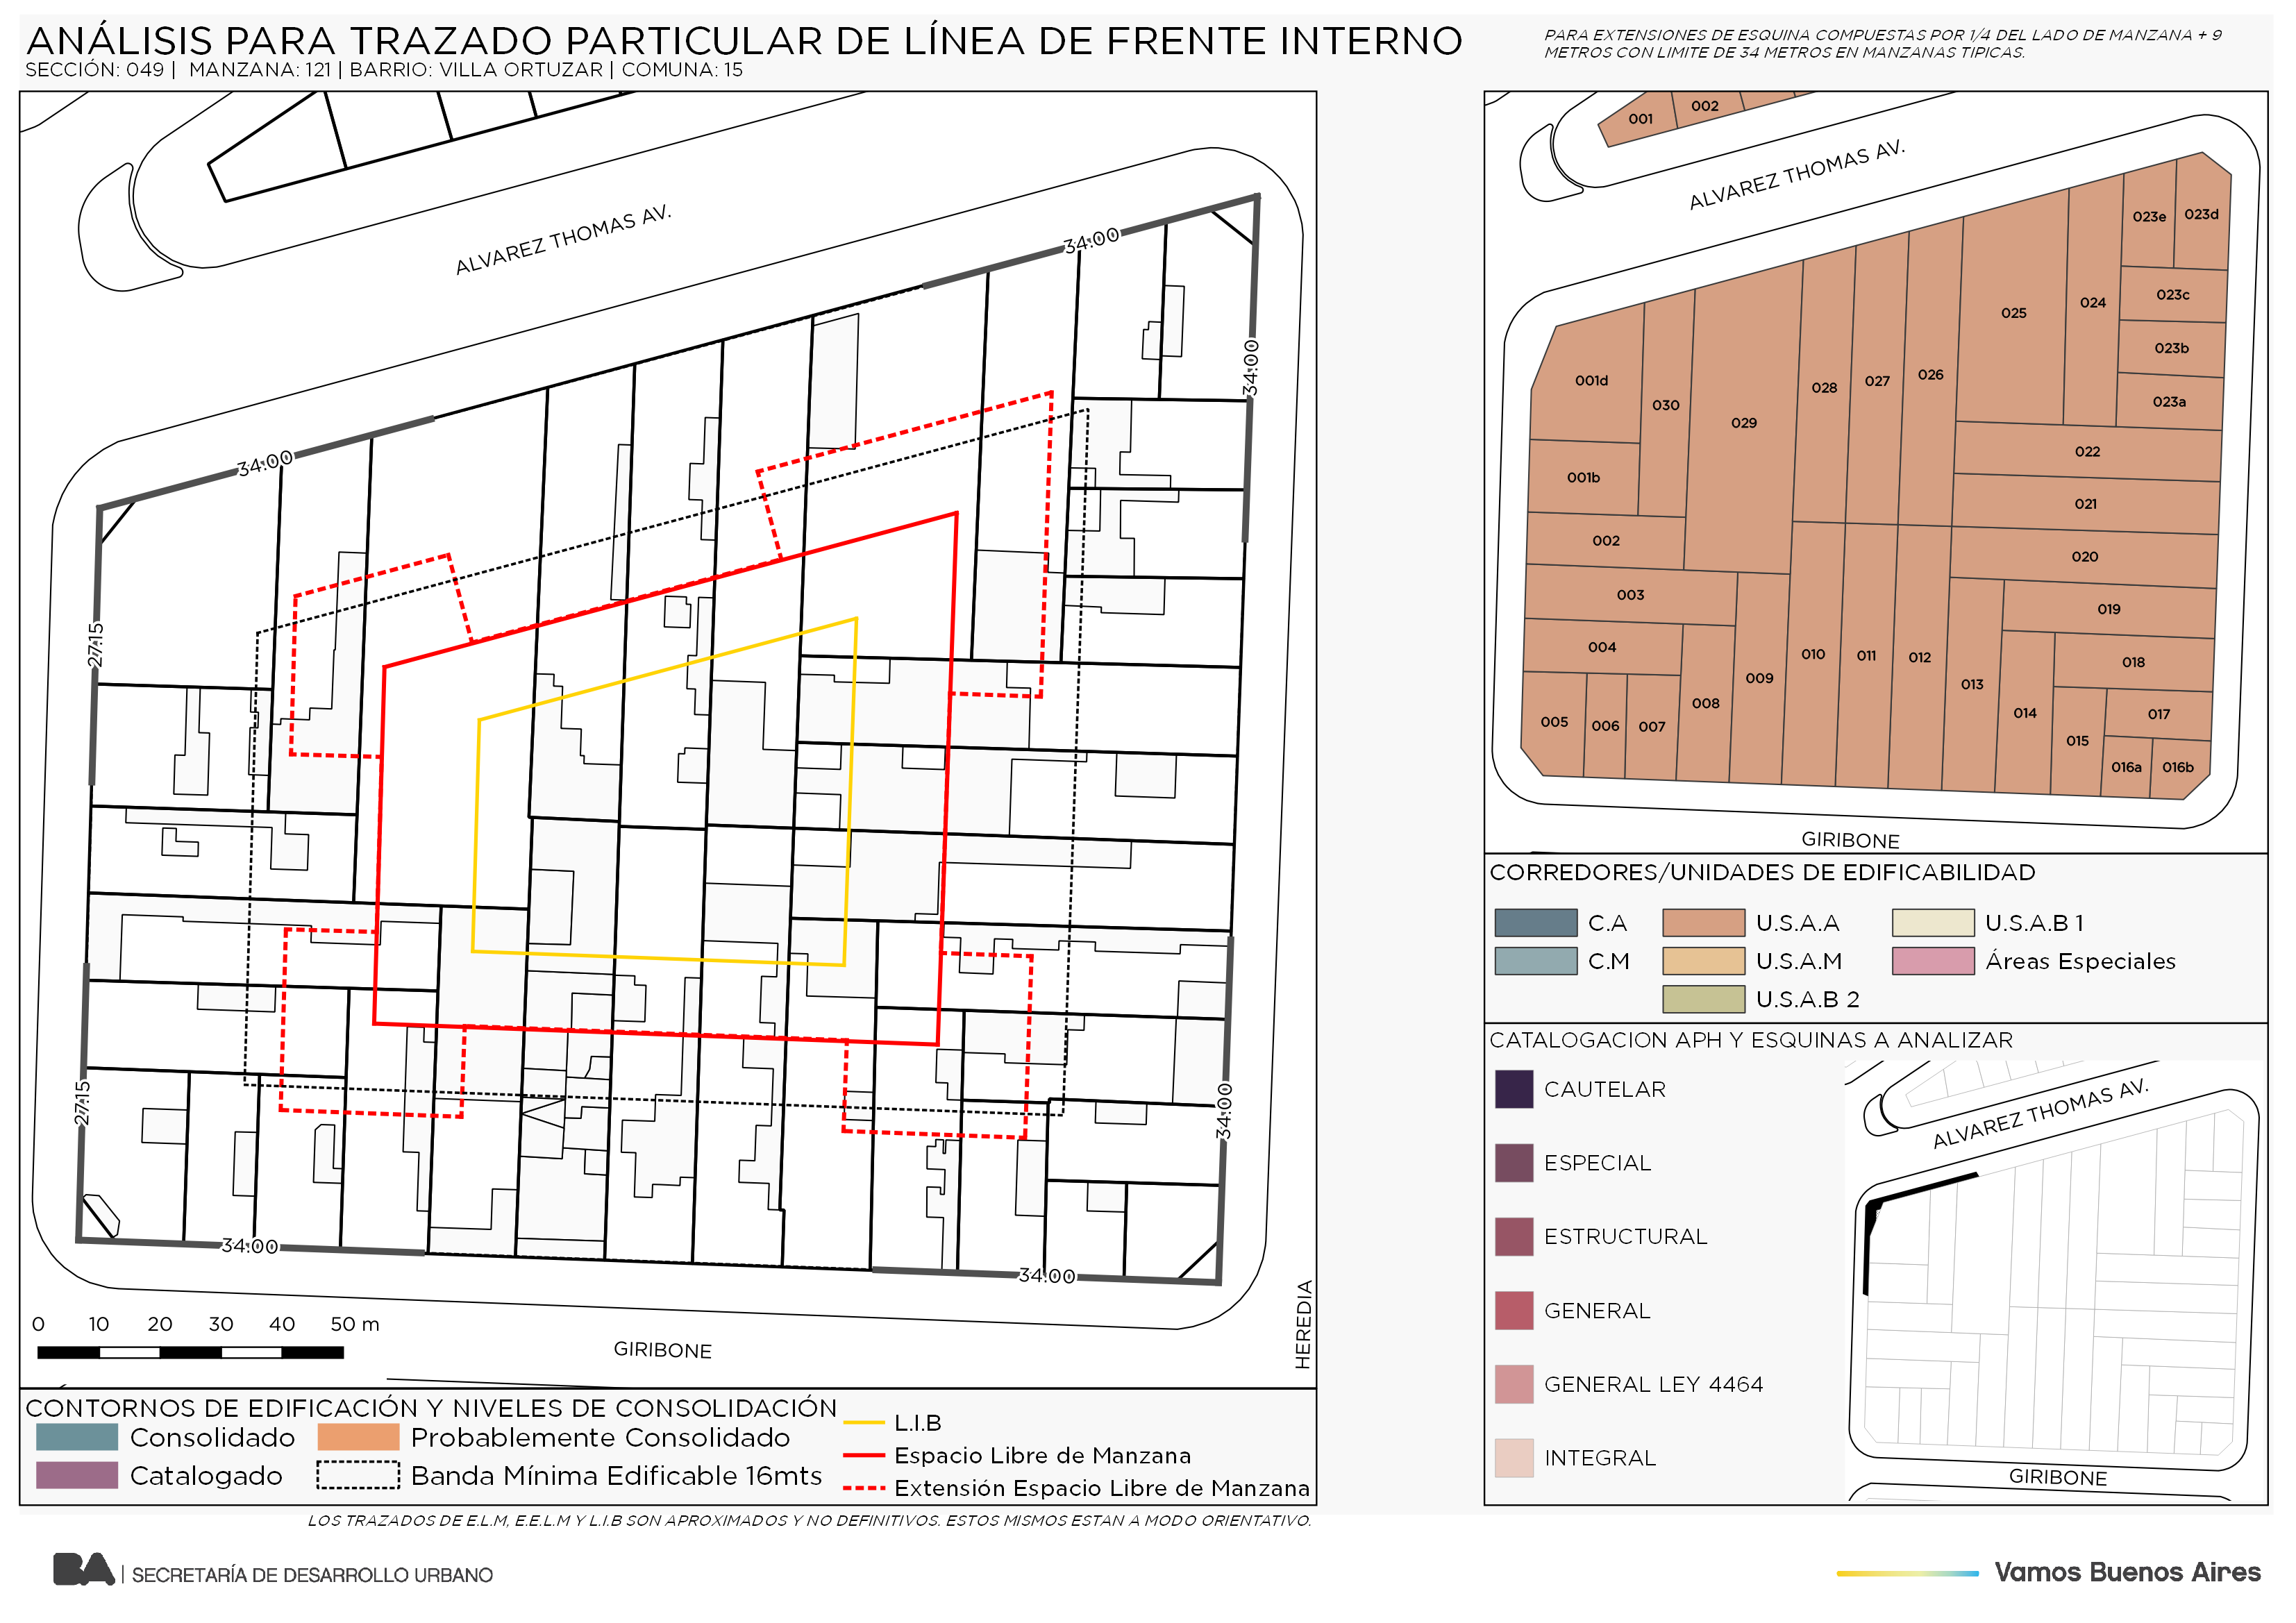 ANÁLISIS PARA TRAZADO PARTICULAR DE LÍNEA DE FRENTE INTERNO
SECCIÓN: 049 | MANZANA: 121 | BARRIO: VILLA ORTUZAR | COMUNA: 15
PARA EXTENSIONES DE ESQUINA COMPUESTAS POR 1/4 DEL LADO DE MANZANA + 9
METROS CON LIMITE DE 34 METROS EN MANZANAS TIPICAS.
ALVAREZ THOMAS AV.
34:00
34:00
34:00
27:15
27:15
34:00
34:00
34:00
0 10 20 30 40 50 m
GIRIBONE
HEREDIA
CONTORNOS DE EDIFICACIÓN Y NIVELES DE CONSOLIDACIÓN
Consolidado
Probablemente Consolidado
Catalogado
Banda Mínima Edificable 16mts
L.I.B
Espacio Libre de Manzana
Extensión Espacio Libre de Manzana
LOS TRAZADOS DE E.L.M, E.E.L.M Y L.I.B SON APROXIMADOS Y NO DEFINITIVOS. ESTOS MISMOS ESTAN A MODO ORIENTATIVO.
001
002
ALVAREZ THOMAS AV.
023e
023d
023c
023b
023a
024
025
026
027
028
029
030
001d
001b
002
003
004
005
006
007
008
009
010
011
012
013
014
015
016a
016b
017
018
019
020
021
022
GIRIBONE
CORREDORES/UNIDADES DE EDIFICABILIDAD
C.A
U.S.A.A
U.S.A.B 1
C.M
U.S.A.M
Áreas Especiales
U.S.A.B 2
CATALOGACION APH Y ESQUINAS A ANALIZAR
CAUTELAR
ESPECIAL
ESTRUCTURAL
GENERAL
GENERAL LEY 4464
INTEGRAL
ALVAREZ THOMAS AV.
GIRIBONE
BA | SECRETARÍA DE DESARROLLO URBANO
Vamos Buenos Aires